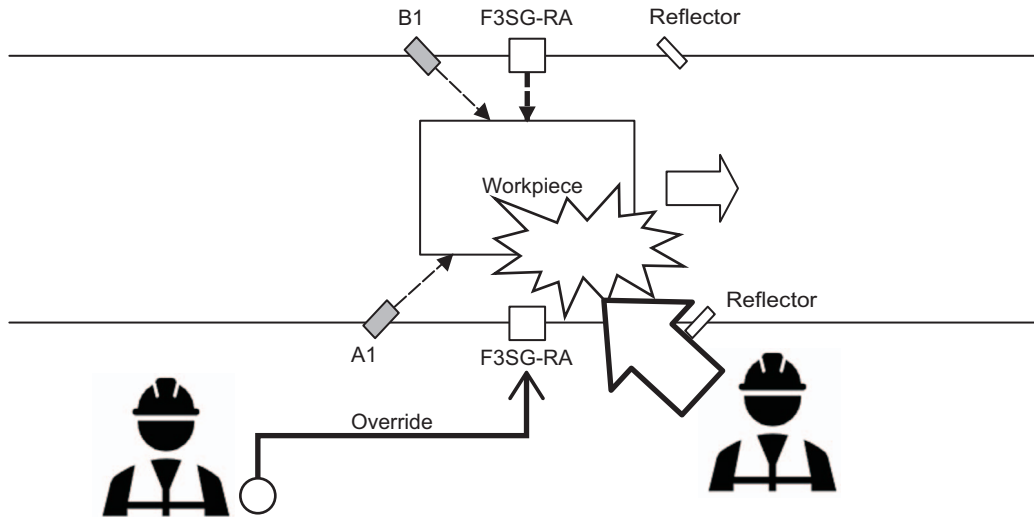 B1
F3SG-RA
Reflector
Workpiece
Reflector
A1
F3SG-RA
Override